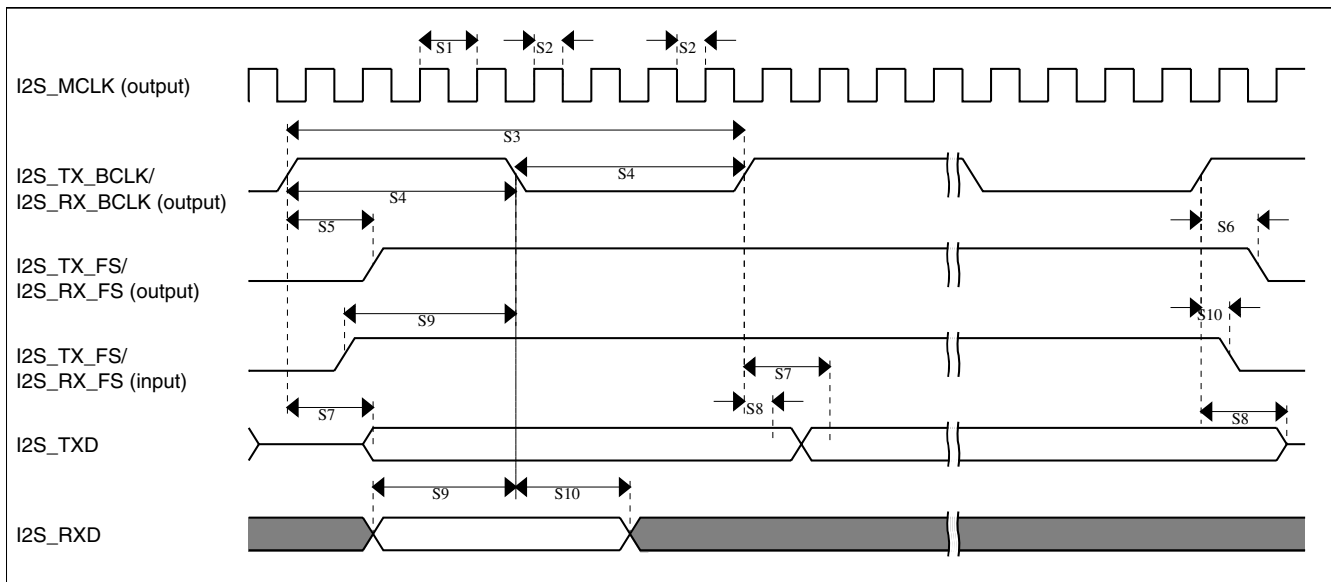 S1
S2
S2
I2S_MCLK (output)
S3
I2S_TX_BCLK/
I2S_RX_BCLK (output)
S4
S4
S5
S6
I2S_TX_FS/
I2S_RX_FS (output)
S9
S10
I2S_TX_FS/
I2S_RX_FS (input)
S7
S7
S8
S8
I2S_TXD
S9
S10
I2S_RXD